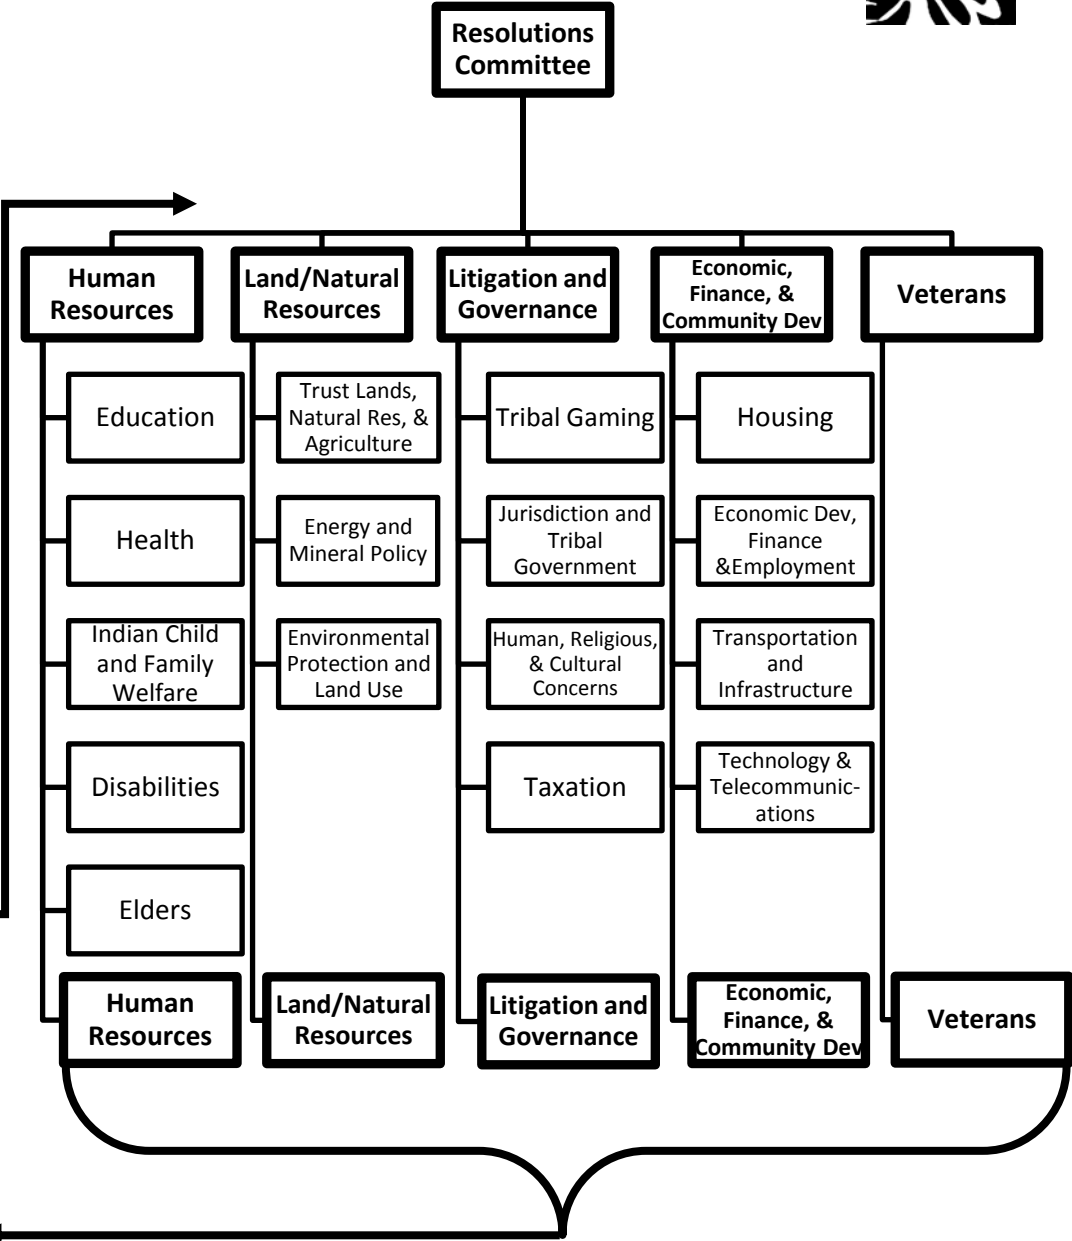 Resolutions
Committee
Human
Resources
Land/Natural
Resources
Litigation and
Governance
Economic,
Finance, &
Community Dev
Veterans
Education
Trust Lands,
Natural Res, &
Agriculture
Tribal Gaming
Housing
Health
Energy and
Mineral Policy
Jurisdiction and
Tribal
Government
Economic Dev,
Finance
&Employment
Indian Child
and Family
Welfare
Environmental
Protection and
Land Use
Human, Religious,
& Cultural
Concerns
Transportation
and
Infrastructure
Disabilities
Taxation
Technology &
Telecommunic-
ations
Elders
Human
Resources
Land/Natural
Resources
Litigation and
Governance
Economic,
Finance, &
Community Dev
Veterans